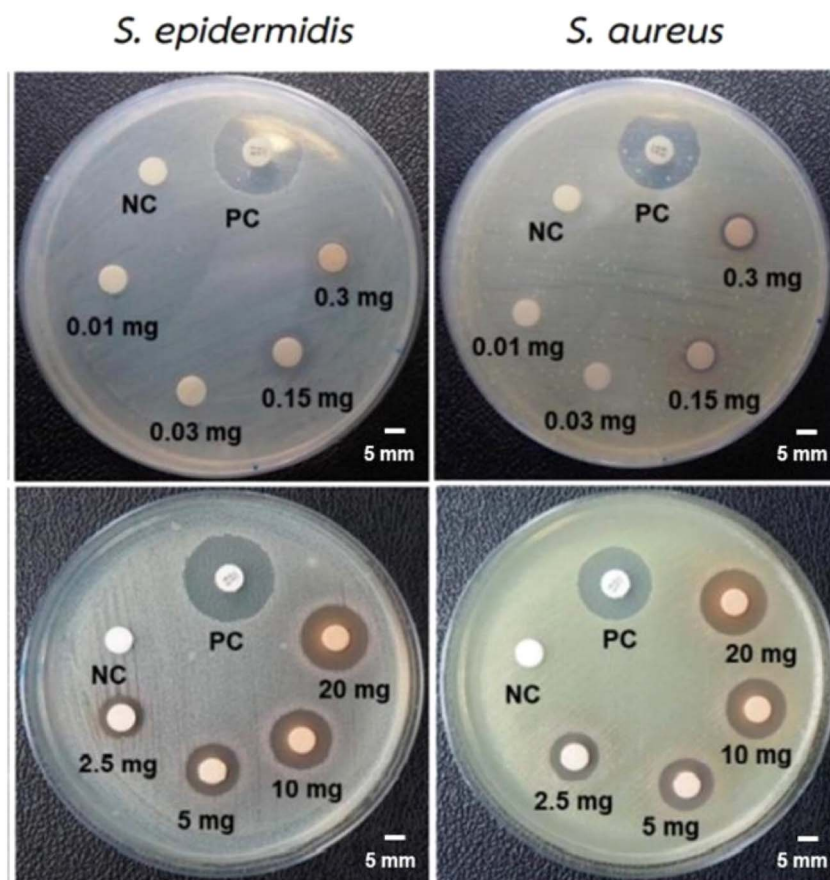 S. epidermidis
S. aureus
NC
PC
0.3 mg
0.01 mg
0.15 mg
0.03 mg
5 mm
NC
PC
0.3 mg
0.01 mg
0.15 mg
0.03 mg
5 mm
PC
NC
20 mg
2.5 mg
10 mg
5 mg
5 mm
PC
20 mg
NC
10 mg
2.5 mg
5 mg
5 mm